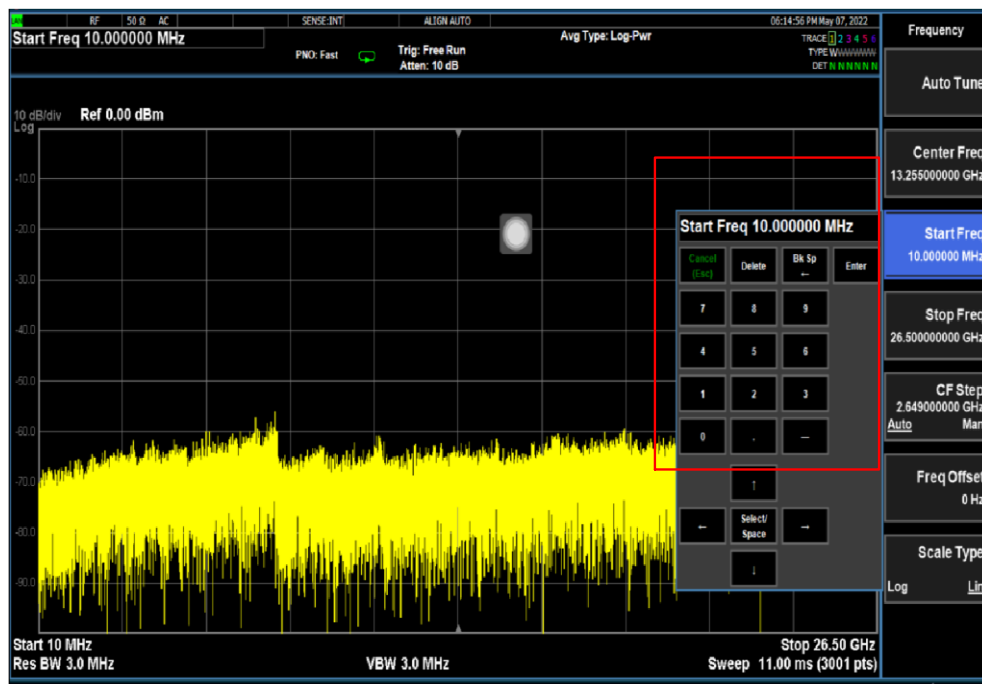 LAN RF 50 Ω AC SENSE:INT ALIGN AUTO 06:14:56 PM May 07, 2022
Start Freq 10.000000 MHz
Avg Type: Log-Pwr
TRACE 1 2 3 4 5 6
PNO: Fast
Trig: Free Run
TYPE WWWWWWW
Atten: 10 dB
DET N N N N N N
10 dB/div Ref 0.00 dBm
Log
-10.0
-20.0
-30.0
-40.0
-50.0
-60.0
-70.0
-80.0
-90.0
Start Freq 10.000000 MHz
Cancel (Esc) Delete Bk Sp ← Enter
7 8 9
4 5 6
1 2 3
0 . –
↑
← Select/ Space →
↓
Start 10 MHz Stop 26.50 GHz
Res BW 3.0 MHz VBW 3.0 MHz Sweep 11.00 ms (3001 pts)
Frequency
Auto Tune
Center Freq
13.255000000 GHz
Start Freq
10.000000 MHz
Stop Freq
26.500000000 GHz
CF Step
2.649000000 GHz
Auto Man
Freq Offset
0 Hz
Scale Type
Log Lin